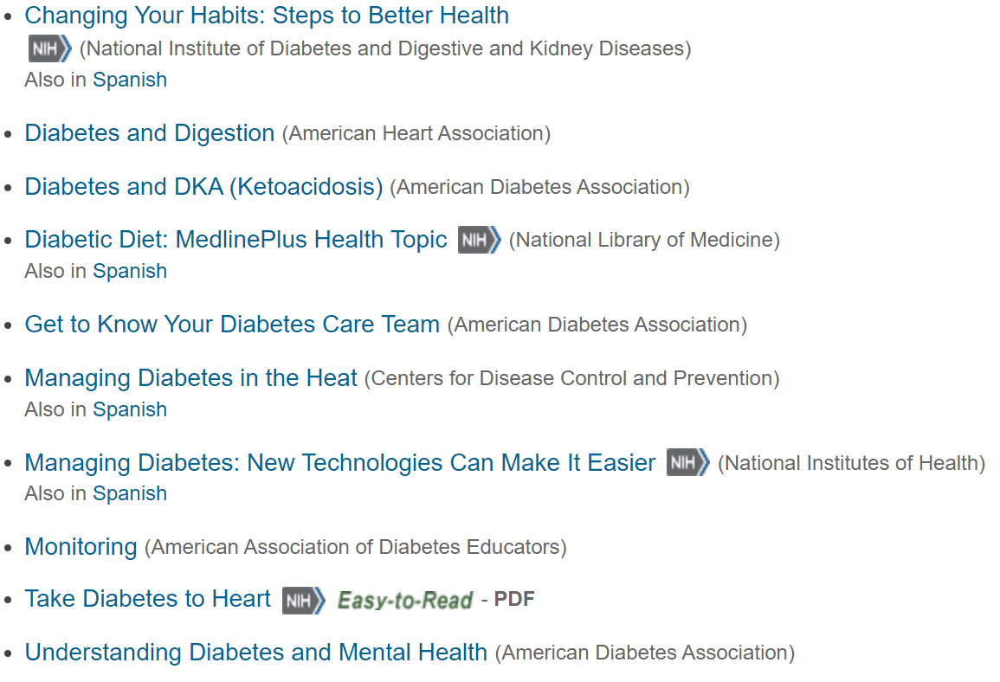 Changing Your Habits: Steps to Better Health
NIH (National Institute of Diabetes and Digestive and Kidney Diseases)
Also in Spanish
Diabetes and Digestion (American Heart Association)
Diabetes and DKA (Ketoacidosis) (American Diabetes Association)
Diabetic Diet: MedlinePlus Health Topic NIH (National Library of Medicine)
Also in Spanish
Get to Know Your Diabetes Care Team (American Diabetes Association)
Managing Diabetes in the Heat (Centers for Disease Control and Prevention)
Also in Spanish
Managing Diabetes: New Technologies Can Make It Easier NIH (National Institutes of Health)
Also in Spanish
Monitoring (American Association of Diabetes Educators)
Take Diabetes to Heart NIH Easy-to-Read - PDF
Understanding Diabetes and Mental Health (American Diabetes Association)